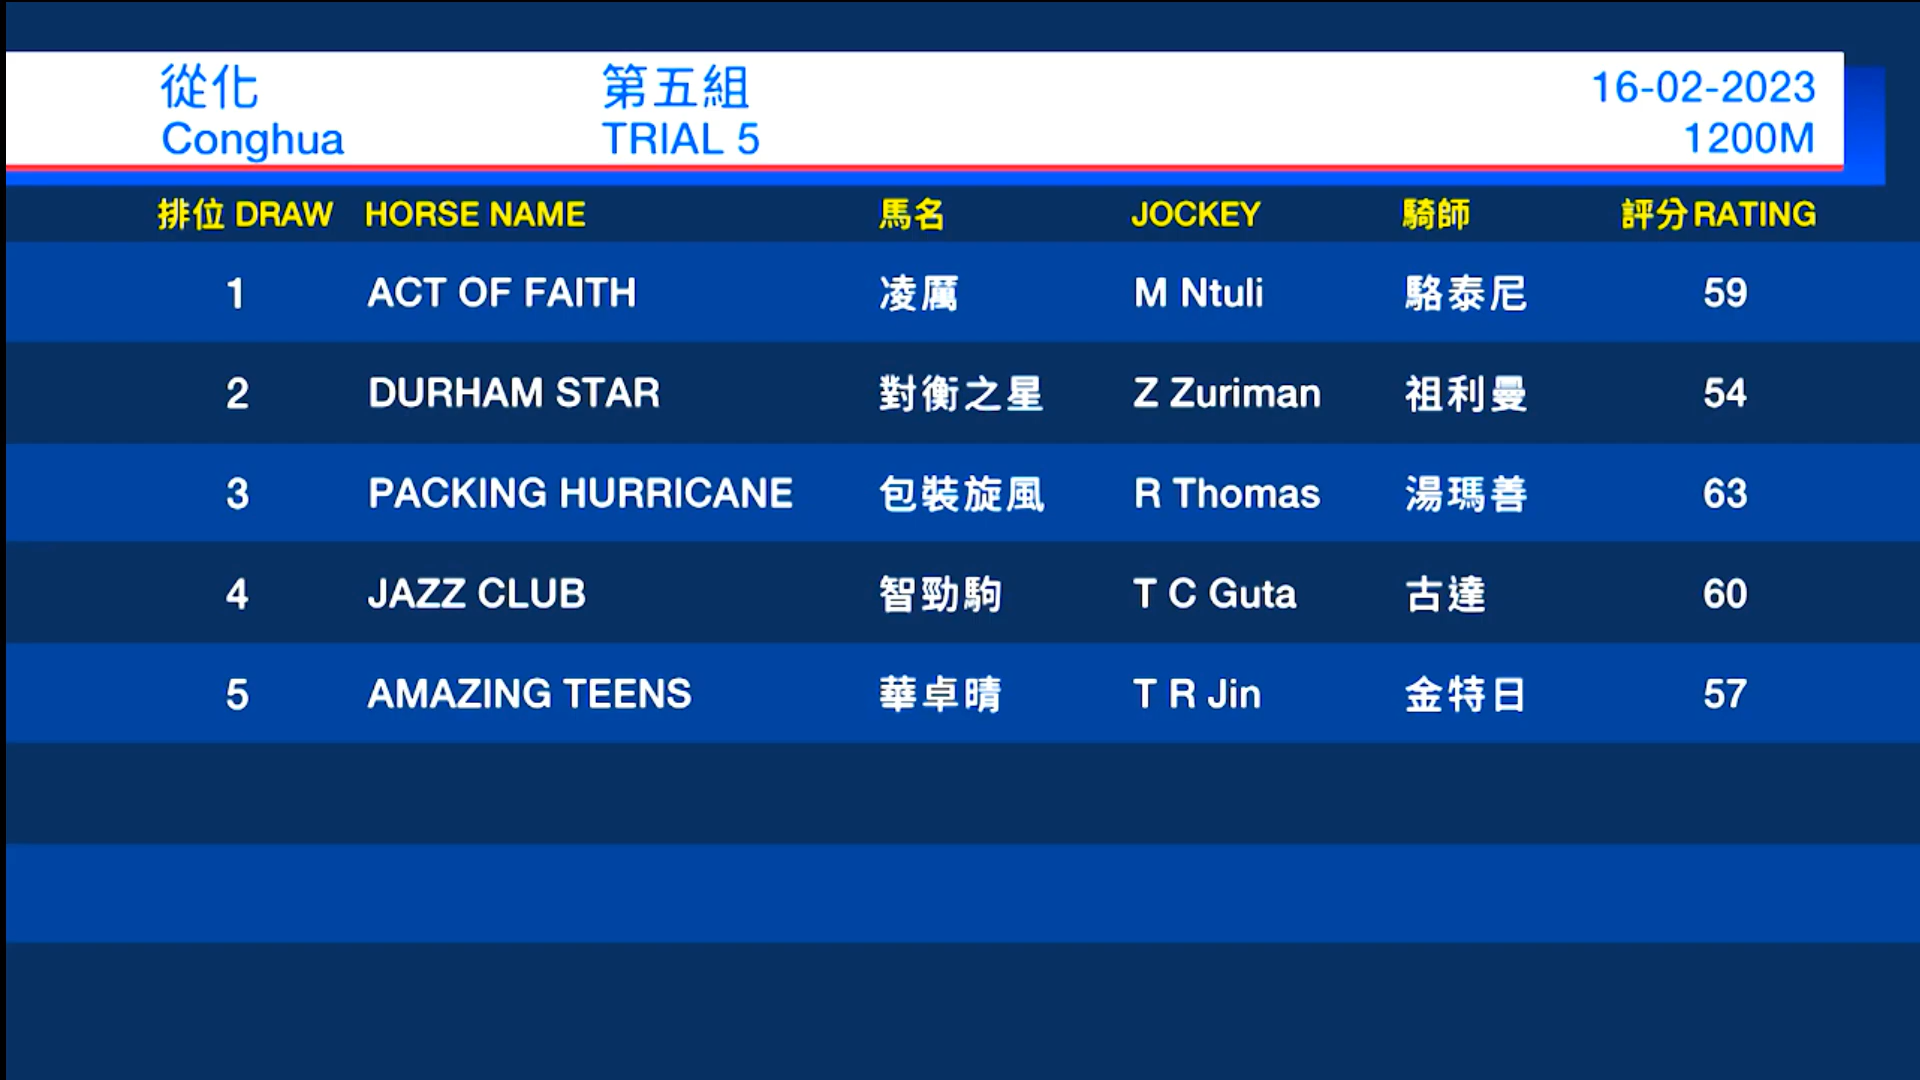 從化 第五組 16-02-2023
Conghua TRIAL 5 1200M
排位 DRAW HORSE NAME 馬名 JOCKEY 騎師 評分 RATING
1 ACT OF FAITH 凌厲 M Ntuli 駱泰尼 59
2 DURHAM STAR 對衡之星 Z Zuriman 祖利曼 54
3 PACKING HURRICANE 包裝旋風 R Thomas 湯瑪善 63
4 JAZZ CLUB 智勁駒 T C Guta 古達 60
5 AMAZING TEENS 華卓晴 T R Jin 金特日 57